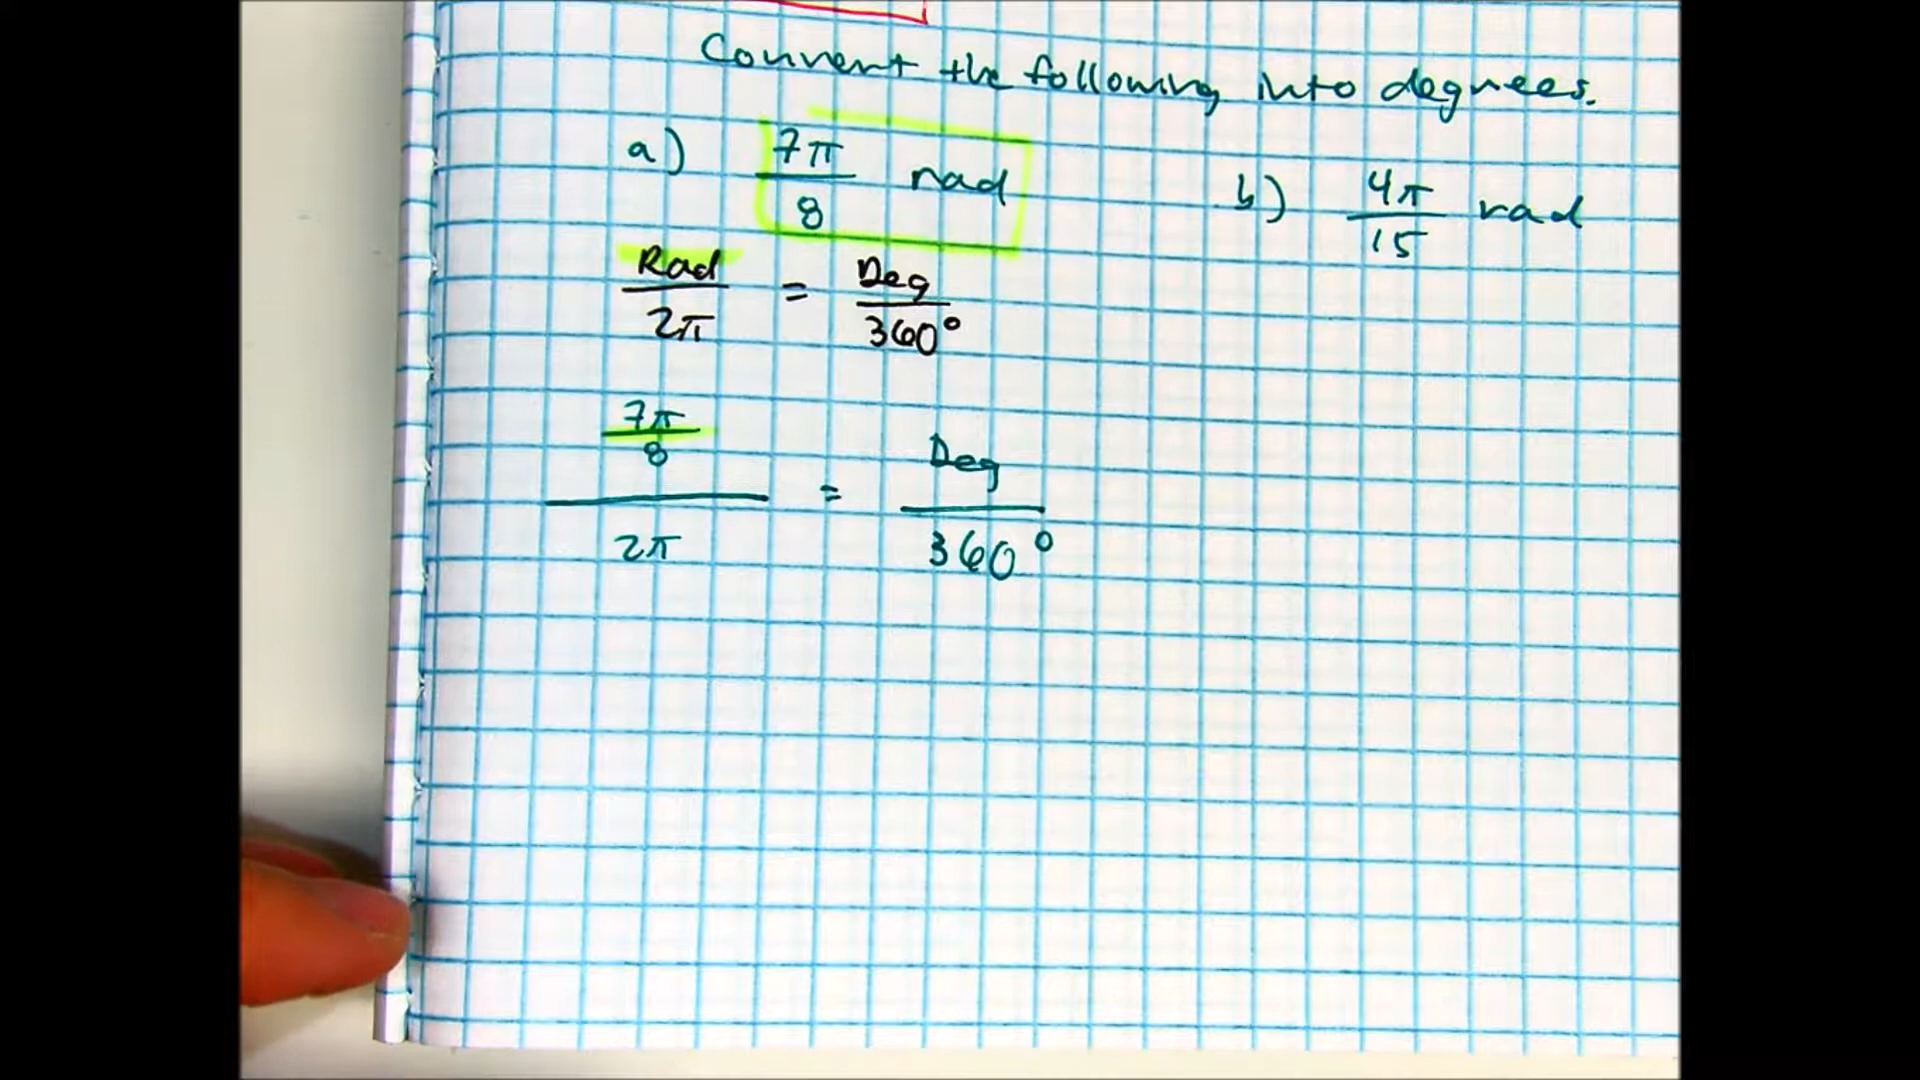 Convert the following into degrees.
a) 7π/8 rad
b) 4π/15 rad
Rad/2π = Deg/360°
7π/8 / 2π = Deg/360°